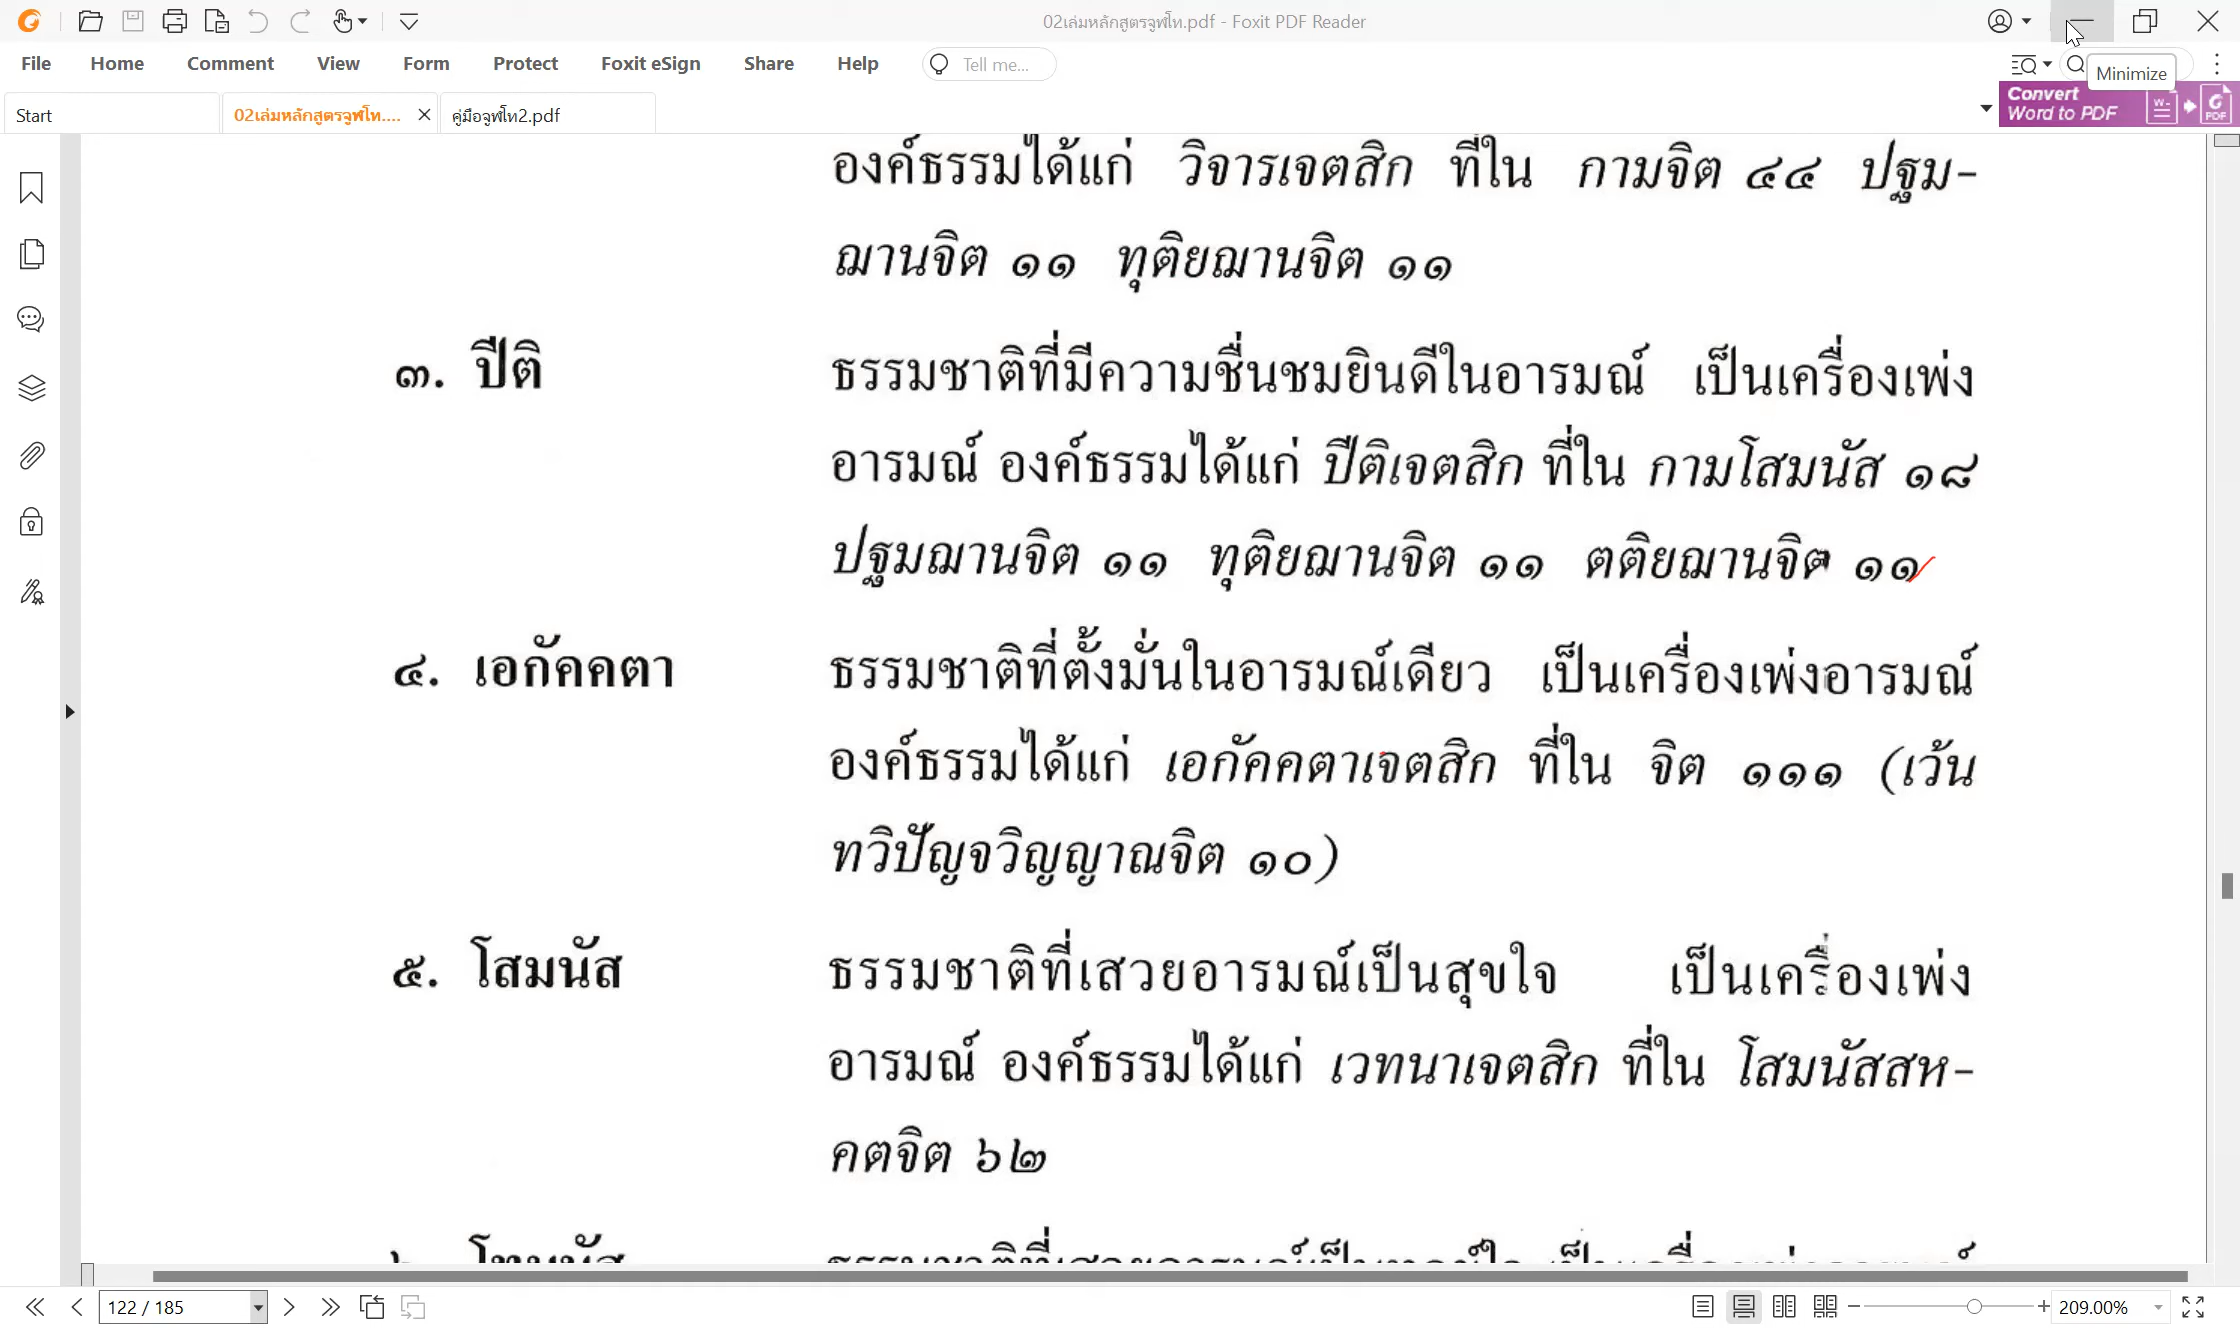 02เล่มหลักสูตรจูฬโท.pdf - Foxit PDF Reader
File Home Comment View Form Protect Foxit eSign Share Help Tell me...
Minimize
Start 02เล่มหลักสูตรจูฬโท.... คู่มือจูฬโท2.pdf
Convert
Word to PDF
องค์ธรรมได้แก่ วิจารเจตสิก ที่ใน กามจิต ๔๔ ปฐม-
ฌานจิต ๑๑ ทุติยฌานจิต ๑๑
๓. ปีติ ธรรมชาติที่มีความชื่นชมยินดีในอารมณ์ เป็นเครื่องเพ่ง
อารมณ์ องค์ธรรมได้แก่ ปีติเจตสิก ที่ใน กามโสมนัส ๑๘
ปฐมฌานจิต ๑๑ ทุติยฌานจิต ๑๑ ตติยฌานจิต ๑๑
๔. เอกัคคตา ธรรมชาติที่ตั้งมั่นในอารมณ์เดียว เป็นเครื่องเพ่งอารมณ์
องค์ธรรมได้แก่ เอกัคคตาเจตสิก ที่ใน จิต ๑๑๑ (เว้น
ทวิปัญจวิญญาณจิต ๑๐)
๕. โสมนัส ธรรมชาติที่เสวยอารมณ์เป็นสุขใจ เป็นเครื่องเพ่ง
อารมณ์ องค์ธรรมได้แก่ เวทนาเจตสิก ที่ใน โสมนัสสห-
คตจิต ๖๒
122 / 185 209.00%